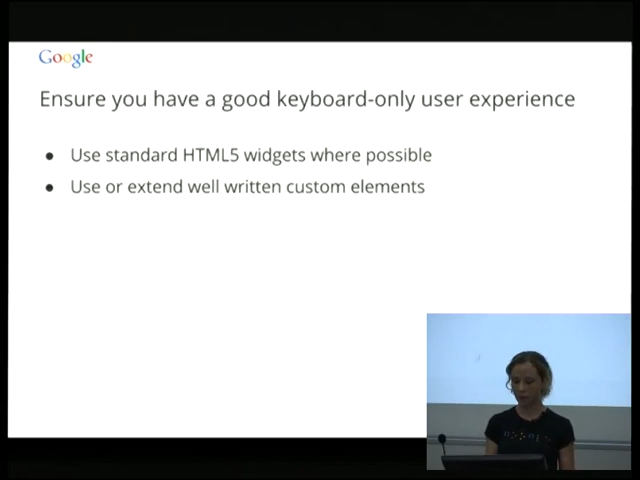 Google
Ensure you have a good keyboard-only user experience
Use standard HTML5 widgets where possible
Use or extend well written custom elements